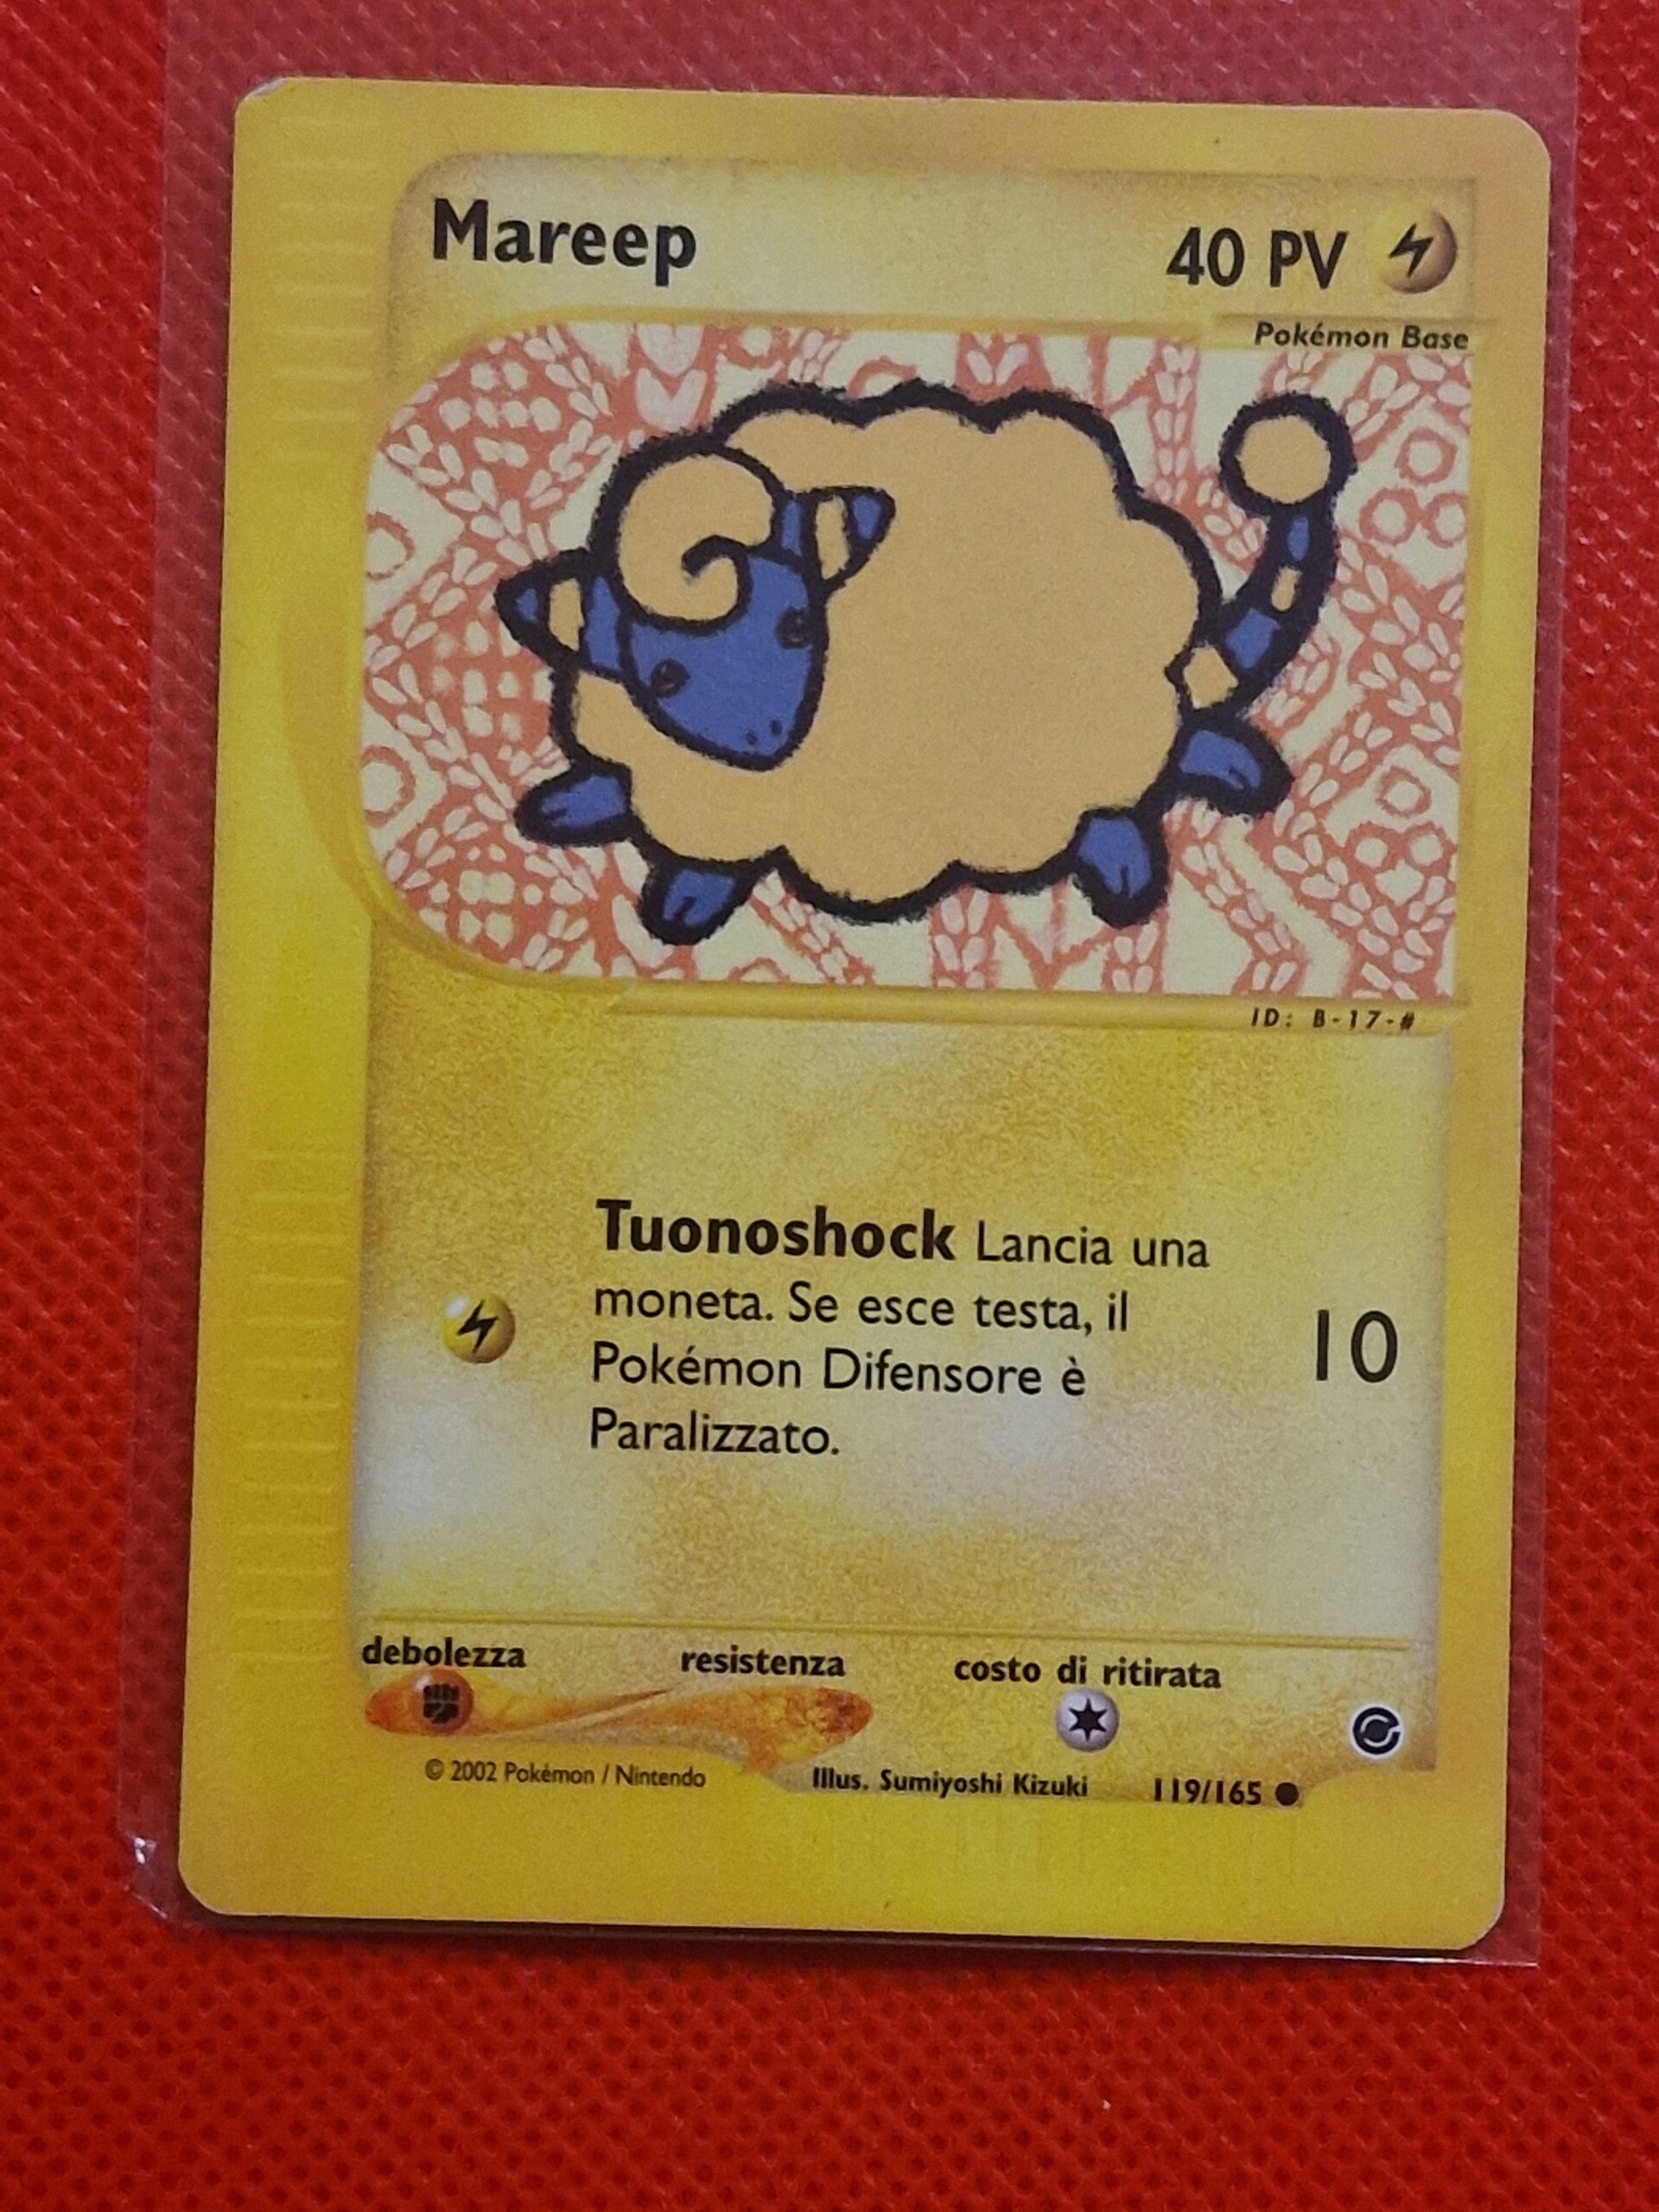 Mareep
40 PV
Pokémon Base
ID: B-17-#
Tuonoshock Lancia una
moneta. Se esce testa, il
Pokémon Difensore è
Paralizzato.
10
debolezza resistenza costo di ritirata
© 2002 Pokémon / Nintendo Illus. Sumiyoshi Kizuki 119/165 ●